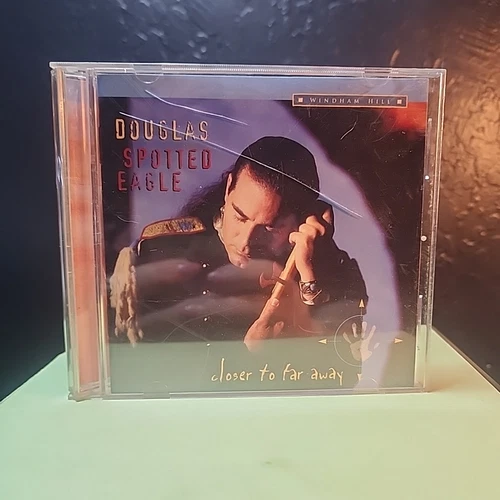 WINDHAM HILL
DOUGLAS
SPOTTED
EAGLE
closer to far away